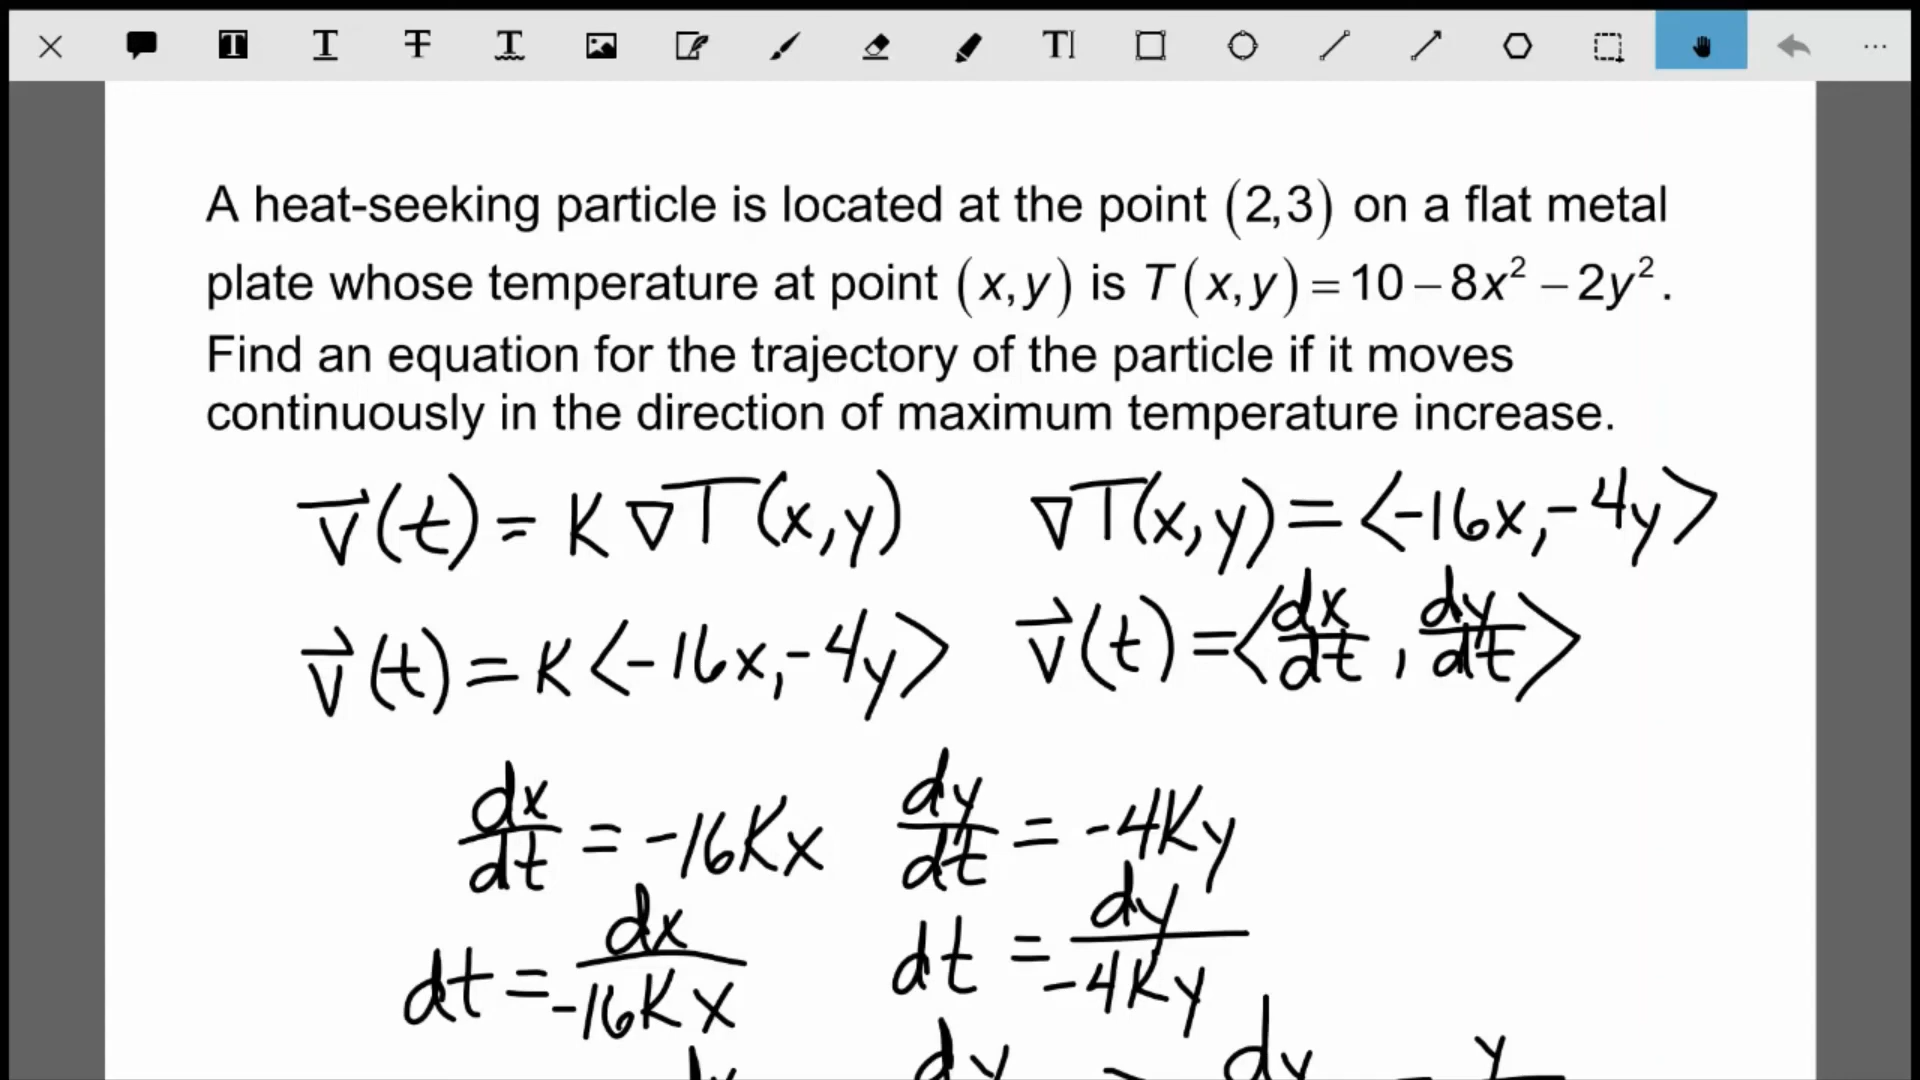 A heat-seeking particle is located at the point (2,3) on a flat metal
plate whose temperature at point (x,y) is T(x,y)=10−8x²−2y².
Find an equation for the trajectory of the particle if it moves
continuously in the direction of maximum temperature increase.
v⃗(t) = K∇T(x,y) ∇T(x,y) = ⟨-16x, -4y⟩
v⃗(t) = K⟨-16x, -4y⟩ v⃗(t) = ⟨dx/dt, dy/dt⟩
dx/dt = -16Kx dy/dt = -4Ky
dt = dx/-16Kx dt = dy/-4Ky
dy dy y